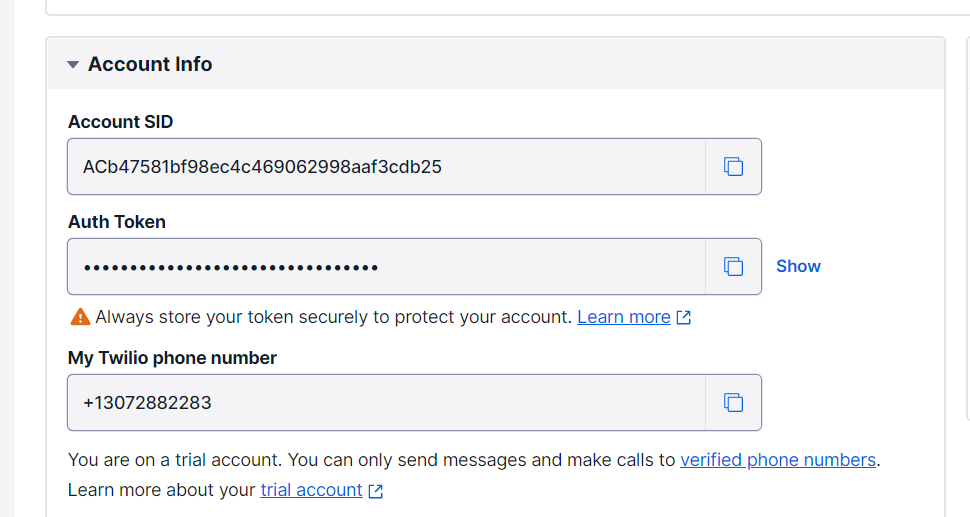 Account Info
Account SID
ACb47581bf98ec4c469062998aaf3cdb25
Auth Token
••••••••••••••••••••••••••••••••
Show
Always store your token securely to protect your account. Learn more
My Twilio phone number
+13072882283
You are on a trial account. You can only send messages and make calls to verified phone numbers.
Learn more about your trial account